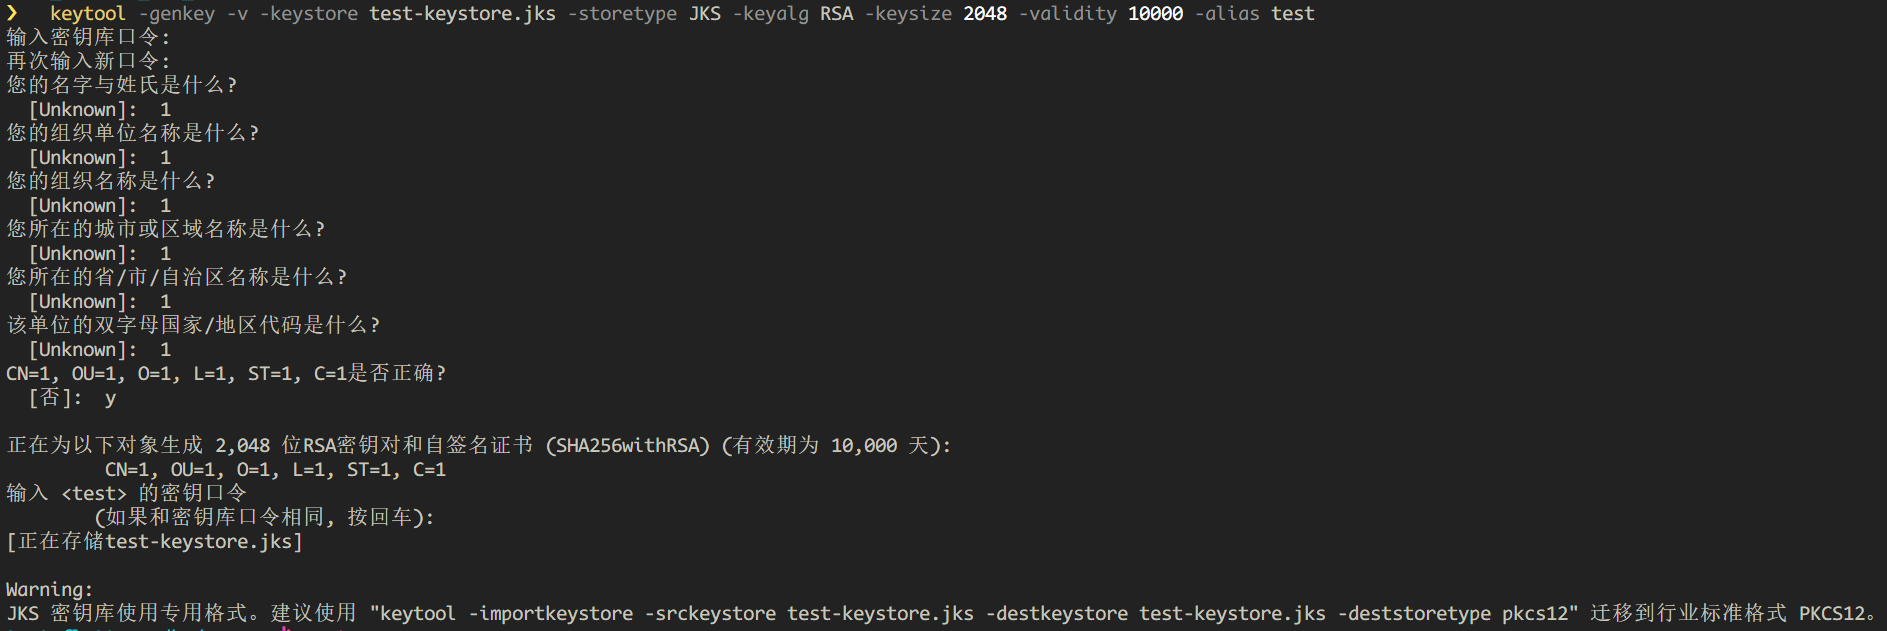 ❯ keytool -genkey -v -keystore test-keystore.jks -storetype JKS -keyalg RSA -keysize 2048 -validity 10000 -alias test
输入密钥库口令:
再次输入新口令:
您的名字与姓氏是什么?
[Unknown]: 1
您的组织单位名称是什么?
[Unknown]: 1
您的组织名称是什么?
[Unknown]: 1
您所在的城市或区域名称是什么?
[Unknown]: 1
您所在的省/市/自治区名称是什么?
[Unknown]: 1
该单位的双字母国家/地区代码是什么?
[Unknown]: 1
CN=1, OU=1, O=1, L=1, ST=1, C=1是否正确?
[否]: y
正在为以下对象生成 2,048 位RSA密钥对和自签名证书 (SHA256withRSA) (有效期为 10,000 天):
CN=1, OU=1, O=1, L=1, ST=1, C=1
输入 <test> 的密钥口令
(如果和密钥库口令相同, 按回车):
[正在存储test-keystore.jks]
Warning:
JKS 密钥库使用专用格式。建议使用 "keytool -importkeystore -srckeystore test-keystore.jks -destkeystore test-keystore.jks -deststoretype pkcs12" 迁移到行业标准格式 PKCS12。